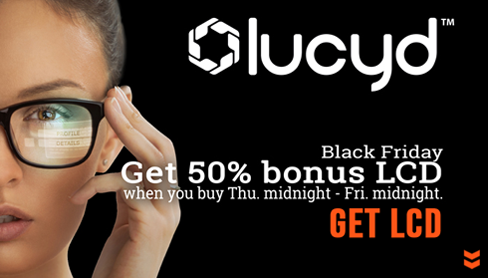 lucyd™
PROFILE
DETAILS
Black Friday
Get 50% bonus LCD
when you buy Thu. midnight - Fri. midnight.
GET LCD